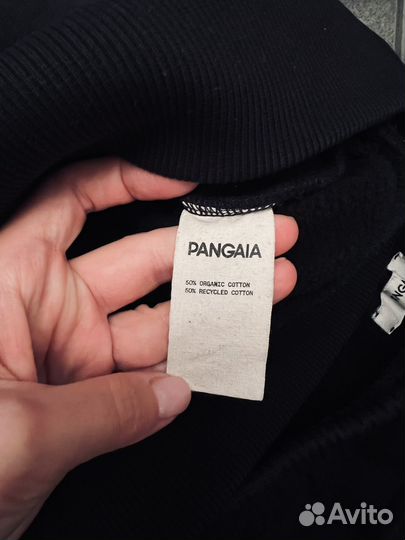 PANGAIA
50% ORGANIC COTTON
50% RECYCLED COTTON
Avito